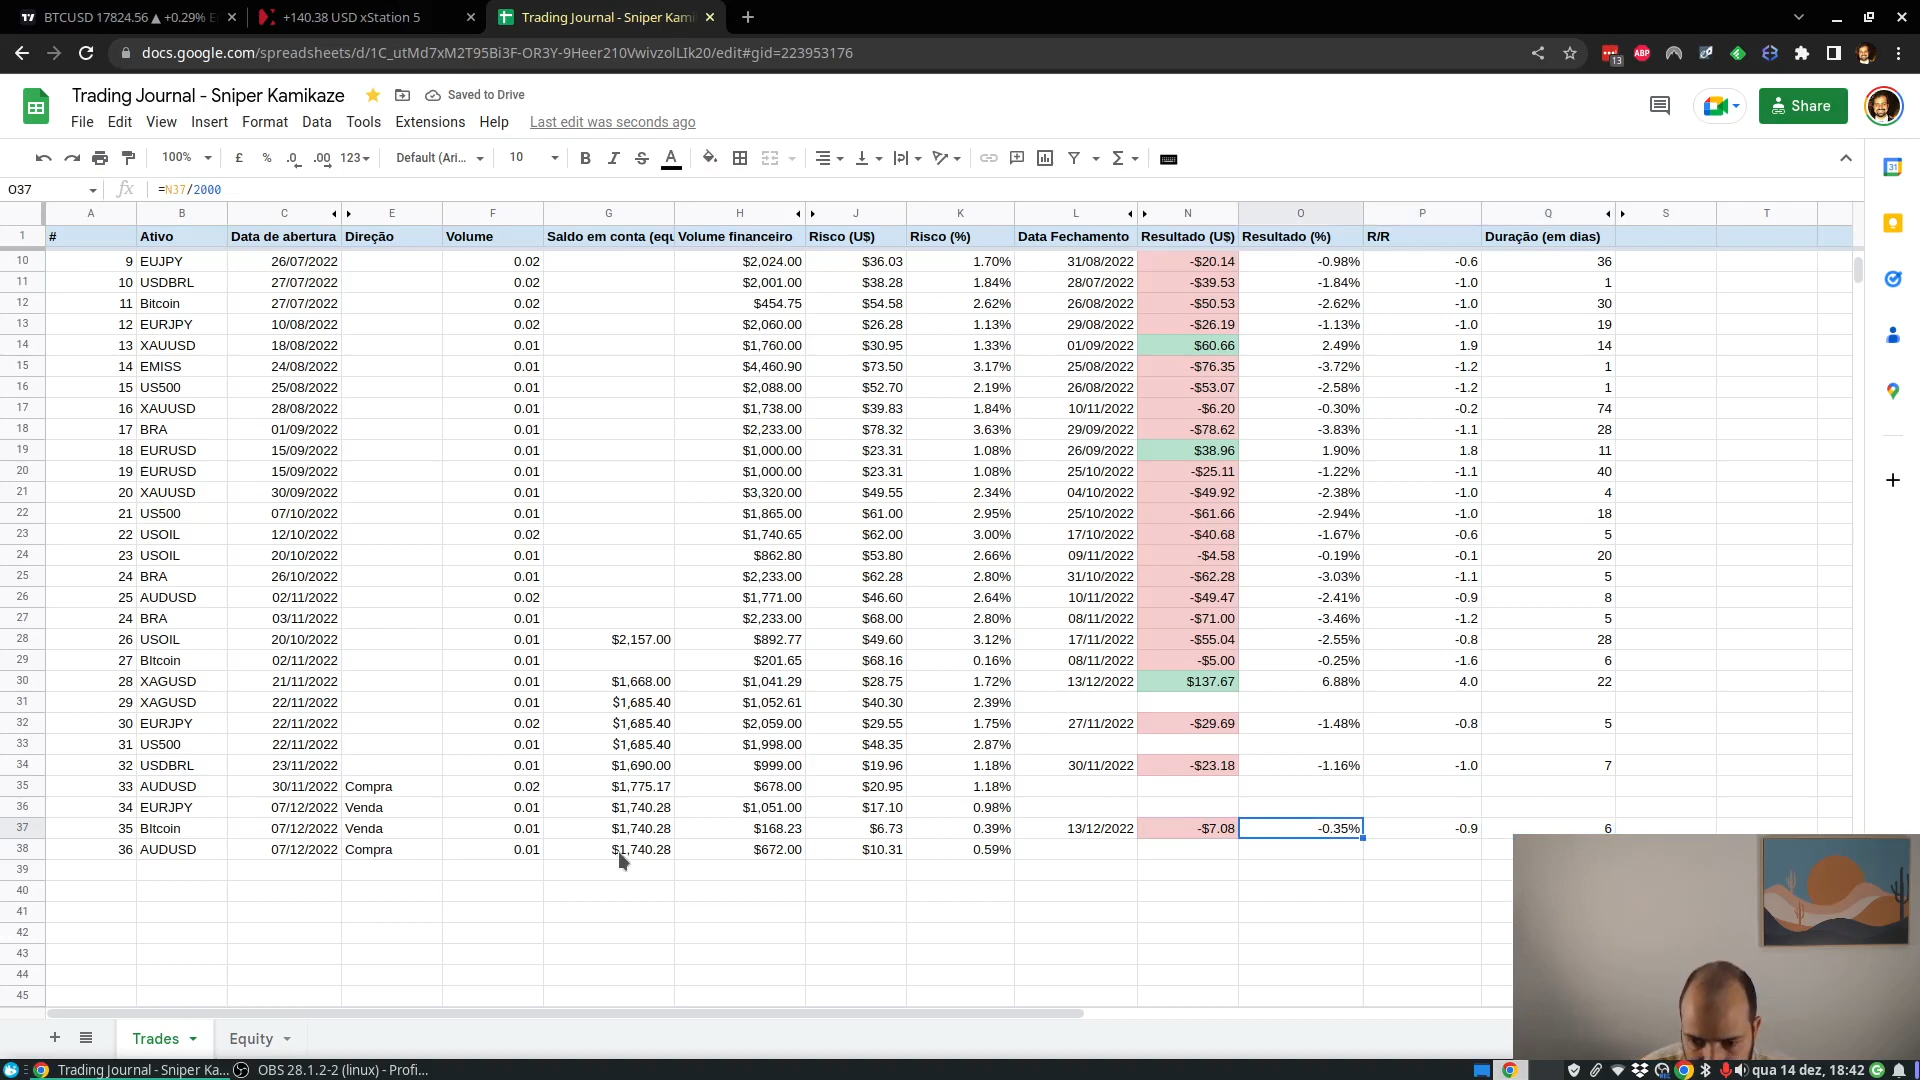 BTCUSD 17824.56 ▲ +0.29%
+140.38 USD xStation 5
Trading Journal - Sniper Kami
docs.google.com/spreadsheets/d/1C_utMd7xM2T95Bi3F-OR3Y-9Heer210VwivzolLIk20/edit#gid=223953176
13 ABP
Trading Journal - Sniper Kamikaze
Saved to Drive
Share
File Edit View Insert Format Data Tools Extensions Help Last edit was seconds ago
100% £ % .0 .00 123 Default (Ari... 10 B I S A
O37 fx =N37/2000
A B C E F G H J K L N O P Q S T
1 # Ativo Data de abertura Direção Volume Saldo em conta (equ Volume financeiro Risco (U$) Risco (%) Data Fechamento Resultado (U$) Resultado (%) R/R Duração (em dias)
10 9 EUJPY 26/07/2022 0.02 $2,024.00 $36.03 1.70% 31/08/2022 -$20.14 -0.98% -0.6 36
11 10 USDBRL 27/07/2022 0.02 $2,001.00 $38.28 1.84% 28/07/2022 -$39.53 -1.84% -1.0 1
12 11 Bitcoin 27/07/2022 0.02 $454.75 $54.58 2.62% 26/08/2022 -$50.53 -2.62% -1.0 30
13 12 EURJPY 10/08/2022 0.02 $2,060.00 $26.28 1.13% 29/08/2022 -$26.19 -1.13% -1.0 19
14 13 XAUUSD 18/08/2022 0.01 $1,760.00 $30.95 1.33% 01/09/2022 $60.66 2.49% 1.9 14
15 14 EMISS 24/08/2022 0.01 $4,460.90 $73.50 3.17% 25/08/2022 -$76.35 -3.72% -1.2 1
16 15 US500 25/08/2022 0.01 $2,088.00 $52.70 2.19% 26/08/2022 -$53.07 -2.58% -1.2 1
17 16 XAUUSD 28/08/2022 0.01 $1,738.00 $39.83 1.84% 10/11/2022 -$6.20 -0.30% -0.2 74
18 17 BRA 01/09/2022 0.01 $2,233.00 $78.32 3.63% 29/09/2022 -$78.62 -3.83% -1.1 28
19 18 EURUSD 15/09/2022 0.01 $1,000.00 $23.31 1.08% 26/09/2022 $38.96 1.90% 1.8 11
20 19 EURUSD 15/09/2022 0.01 $1,000.00 $23.31 1.08% 25/10/2022 -$25.11 -1.22% -1.1 40
21 20 XAUUSD 30/09/2022 0.01 $3,320.00 $49.55 2.34% 04/10/2022 -$49.92 -2.38% -1.0 4
22 21 US500 07/10/2022 0.01 $1,865.00 $61.00 2.95% 25/10/2022 -$61.66 -2.94% -1.0 18
23 22 USOIL 12/10/2022 0.02 $1,740.65 $62.00 3.00% 17/10/2022 -$40.68 -1.67% -0.6 5
24 23 USOIL 20/10/2022 0.01 $862.80 $53.80 2.66% 09/11/2022 -$4.58 -0.19% -0.1 20
25 24 BRA 26/10/2022 0.01 $2,233.00 $62.28 2.80% 31/10/2022 -$62.28 -3.03% -1.1 5
26 25 AUDUSD 02/11/2022 0.02 $1,771.00 $46.60 2.64% 10/11/2022 -$49.47 -2.41% -0.9 8
27 24 BRA 03/11/2022 0.01 $2,233.00 $68.00 2.80% 08/11/2022 -$71.00 -3.46% -1.2 5
28 26 USOIL 20/10/2022 0.01 $2,157.00 $892.77 $49.60 3.12% 17/11/2022 -$55.04 -2.55% -0.8 28
29 27 BItcoin 02/11/2022 0.01 $201.65 $68.16 0.16% 08/11/2022 -$5.00 -0.25% -1.6 6
30 28 XAGUSD 21/11/2022 0.01 $1,668.00 $1,041.29 $28.75 1.72% 13/12/2022 $137.67 6.88% 4.0 22
31 29 XAGUSD 22/11/2022 0.01 $1,685.40 $1,052.61 $40.30 2.39%
32 30 EURJPY 22/11/2022 0.02 $1,685.40 $2,059.00 $29.55 1.75% 27/11/2022 -$29.69 -1.48% -0.8 5
33 31 US500 22/11/2022 0.01 $1,685.40 $1,998.00 $48.35 2.87%
34 32 USDBRL 23/11/2022 0.01 $1,690.00 $999.00 $19.96 1.18% 30/11/2022 -$23.18 -1.16% -1.0 7
35 33 AUDUSD 30/11/2022 Compra 0.02 $1,775.17 $678.00 $20.95 1.18%
36 34 EURJPY 07/12/2022 Venda 0.01 $1,740.28 $1,051.00 $17.10 0.98%
37 35 BItcoin 07/12/2022 Venda 0.01 $1,740.28 $168.23 $6.73 0.39% 13/12/2022 -$7.08 -0.35% -0.9 6
38 36 AUDUSD 07/12/2022 Compra 0.01 $1,740.28 $672.00 $10.31 0.59%
39
40
41
42
43
44
45
Trades Equity
Trading Journal - Sniper Ka... OBS 28.1.2-2 (linux) - Profi... qua 14 dez, 18:42